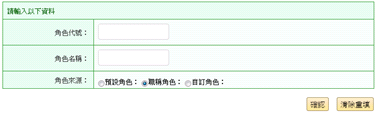 請輸入以下資料
角色代號：
角色名稱：
角色來源： 預設角色： 職稱角色： 自訂角色：
確認 清除重填